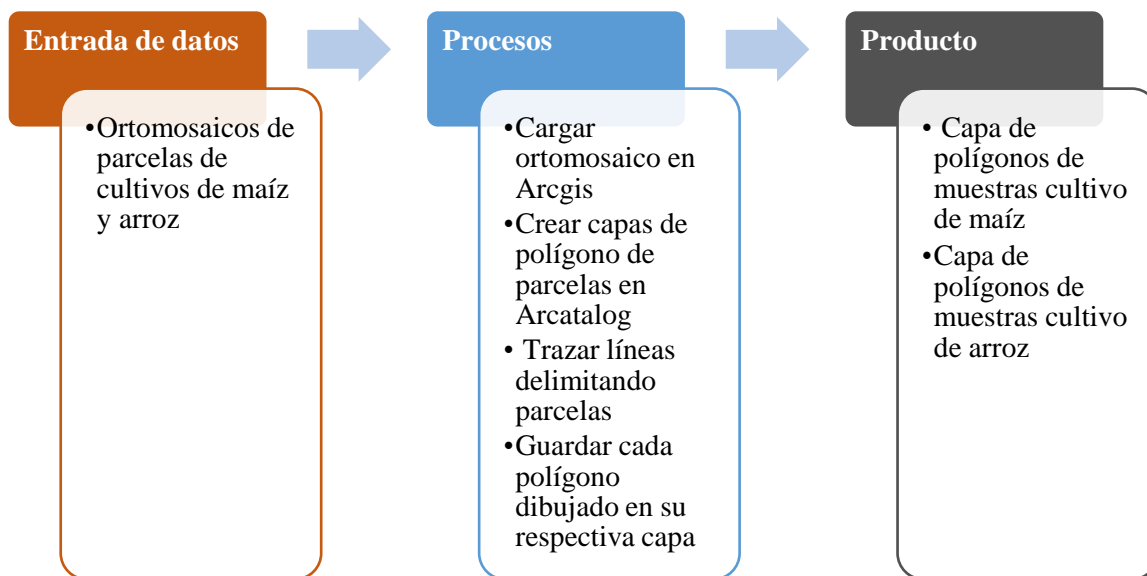 Entrada de datos
•Ortomosaicos de
parcelas de
cultivos de maíz
y arroz
Procesos
•Cargar
ortomosaico en
Arcgis
•Crear capas de
polígono de
parcelas en
Arcatalog
• Trazar líneas
delimitando
parcelas
•Guardar cada
polígono
dibujado en su
respectiva capa
Producto
• Capa de
polígonos de
muestras cultivo
de maíz
•Capa de
polígonos de
muestras cultivo
de arroz